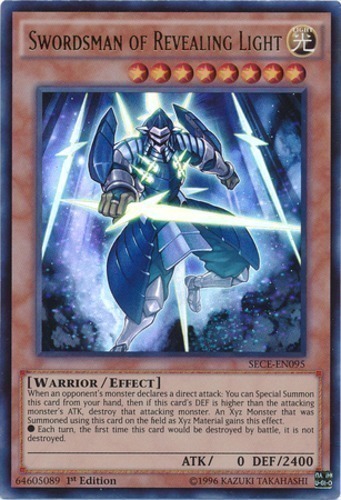 SWORDSMAN OF REVEALING LIGHT
LIGHT
光
SECE-EN095
[WARRIOR / EFFECT]
When an opponent's monster declares a direct attack: You can Special Summon
this card from your hand, then if this card's DEF is higher than the attacking
monster's ATK, destroy that attacking monster. An Xyz Monster that was
Summoned using this card on the field as Xyz Material gains this effect.
● Each turn, the first time this card would be destroyed by battle, it is not
destroyed.
ATK/ 0 DEF/2400
64605089 1st Edition ©1996 KAZUKI TAKAHASHI